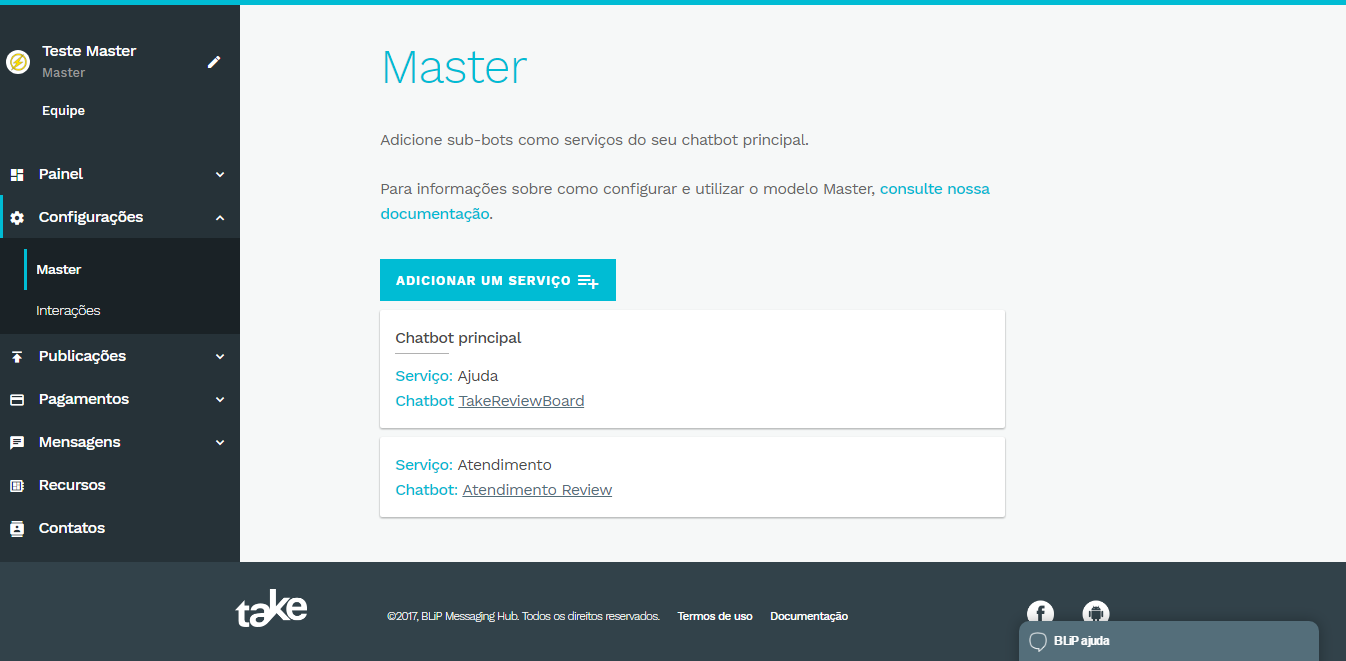 Teste Master
Master
Equipe
Painel
Configurações
Master
Interações
Publicações
Pagamentos
Mensagens
Recursos
Contatos
Master
Adicione sub-bots como serviços do seu chatbot principal.
Para informações sobre como configurar e utilizar o modelo Master, consulte nossa
documentação.
ADICIONAR UM SERVIÇO
Chatbot principal
Serviço: Ajuda
Chatbot TakeReviewBoard
Serviço: Atendimento
Chatbot: Atendimento Review
take
©2017, BLiP Messaging Hub. Todos os direitos reservados. Termos de uso Documentação
f
BLiP ajuda